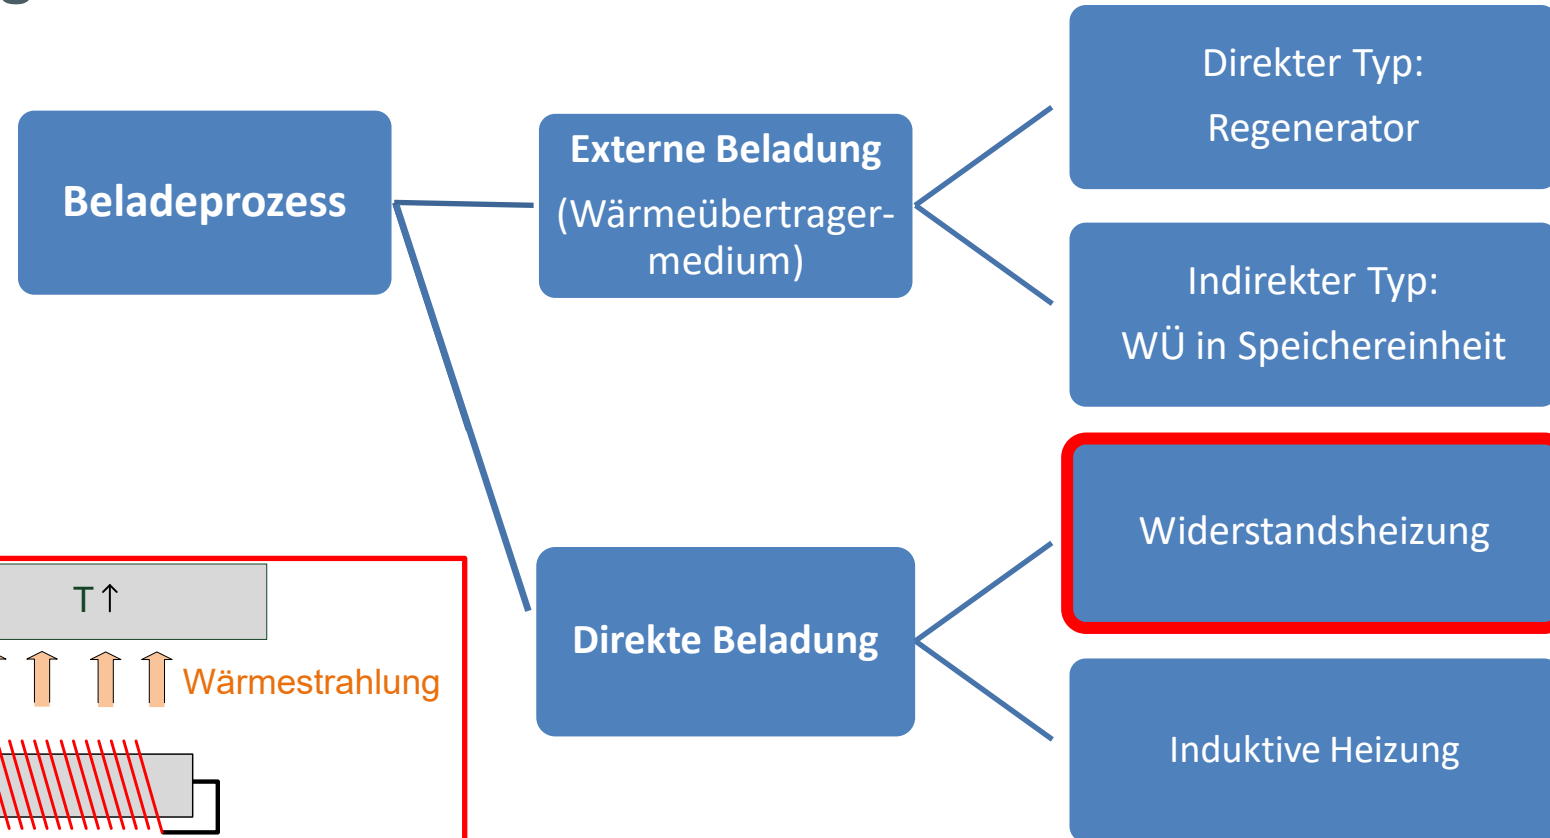 Beladeprozess
Externe Beladung
(Wärmeübertrager-
medium)
Direkter Typ:
Regenerator
Indirekter Typ:
WÜ in Speichereinheit
Direkte Beladung
Widerstandsheizung
Induktive Heizung
T ↑
Wärmestrahlung